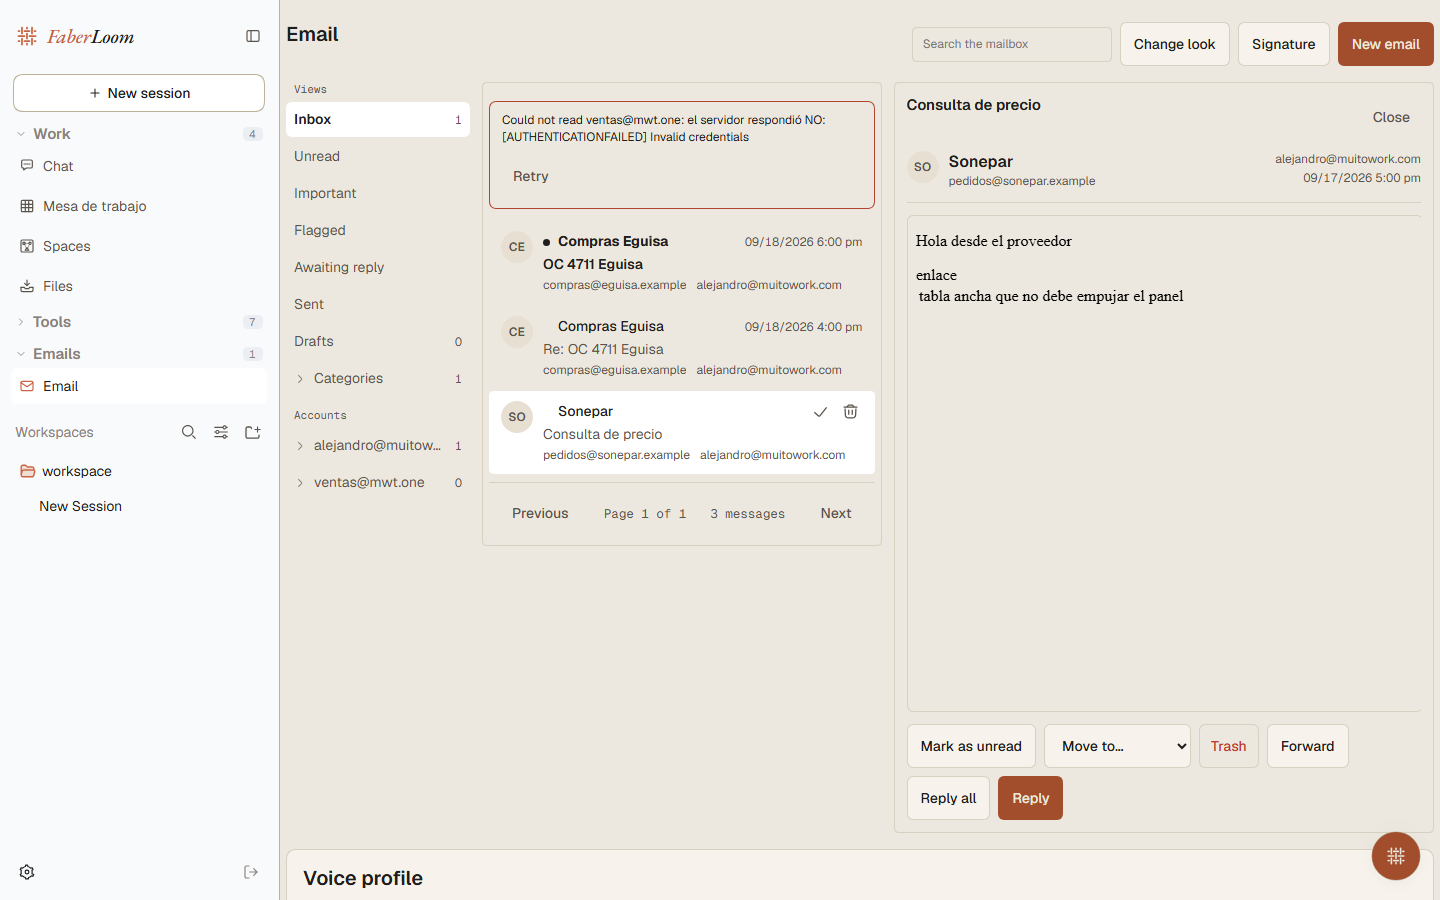 FaberLoom
New session
Work 4
Chat
Mesa de trabajo
Spaces
Files
Tools 7
Emails 1
Email
Workspaces
workspace
New Session
Email
Search the mailbox
Change look
Signature
New email
Views
Inbox 1
Unread
Important
Flagged
Awaiting reply
Sent
Drafts 0
Categories 1
Accounts
alejandro@muitow... 1
ventas@mwt.one 0
Could not read ventas@mwt.one: el servidor respondió NO:
[AUTHENTICATIONFAILED] Invalid credentials
Retry
CE Compras Eguisa 09/18/2026 6:00 pm
OC 4711 Eguisa
compras@eguisa.example alejandro@muitowork.com
CE Compras Eguisa 09/18/2026 4:00 pm
Re: OC 4711 Eguisa
compras@eguisa.example alejandro@muitowork.com
SO Sonepar
Consulta de precio
pedidos@sonepar.example alejandro@muitowork.com
Previous Page 1 of 1 3 messages Next
Consulta de precio
Close
SO Sonepar alejandro@muitowork.com
pedidos@sonepar.example 09/17/2026 5:00 pm
Hola desde el proveedor
enlace
tabla ancha que no debe empujar el panel
Mark as unread Move to... Trash Forward
Reply all Reply
Voice profile